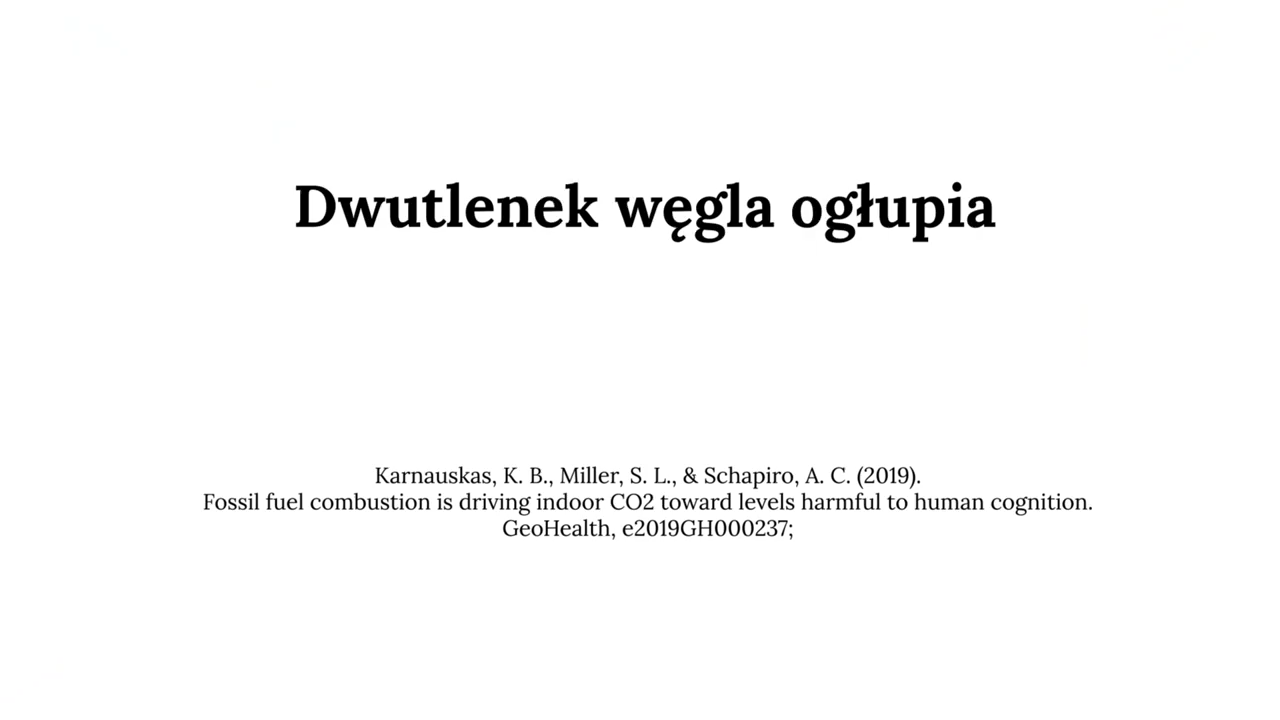 Dwutlenek węgla ogłupia
Karnauskas, K. B., Miller, S. L., & Schapiro, A. C. (2019).
Fossil fuel combustion is driving indoor CO2 toward levels harmful to human cognition.
GeoHealth, e2019GH000237;